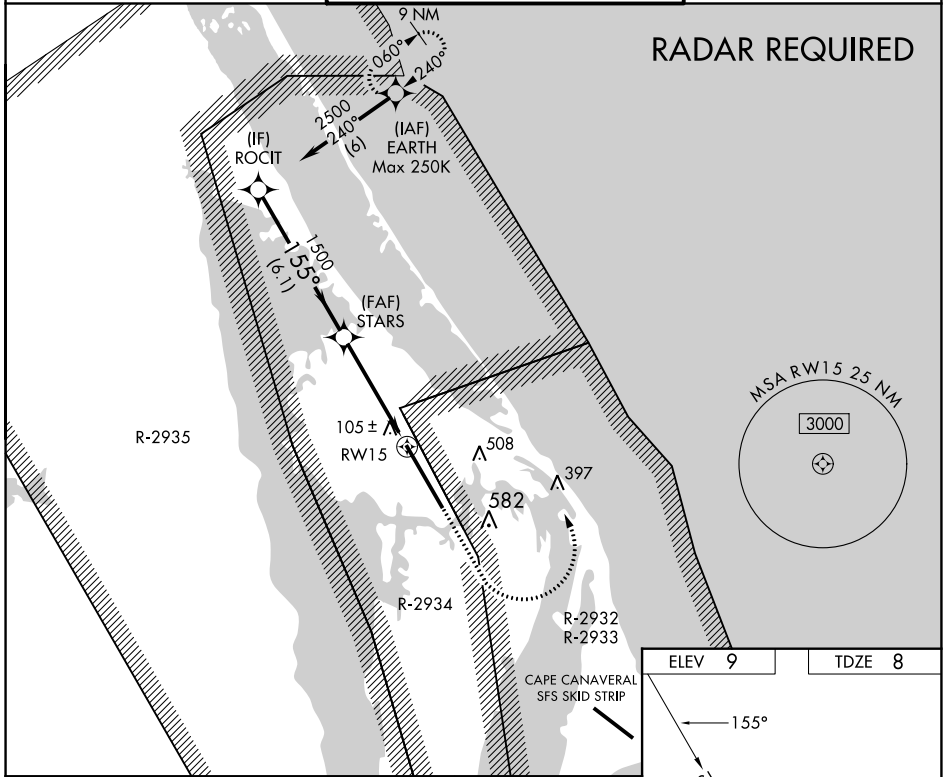 9 NM
RADAR REQUIRED
060°
240°
2500
240°
(6)
(IAF)
EARTH
Max 250K
(IF)
ROCIT
1500
155°
(6.1)
(FAF)
STARS
MSA RW15 25 NM
3000
R-2935
105 ±
RW15
508
397
582
R-2934
R-2932
R-2933
CAPE CANAVERAL
SFS SKID STRIP
ELEV 9
TDZE 8
155°